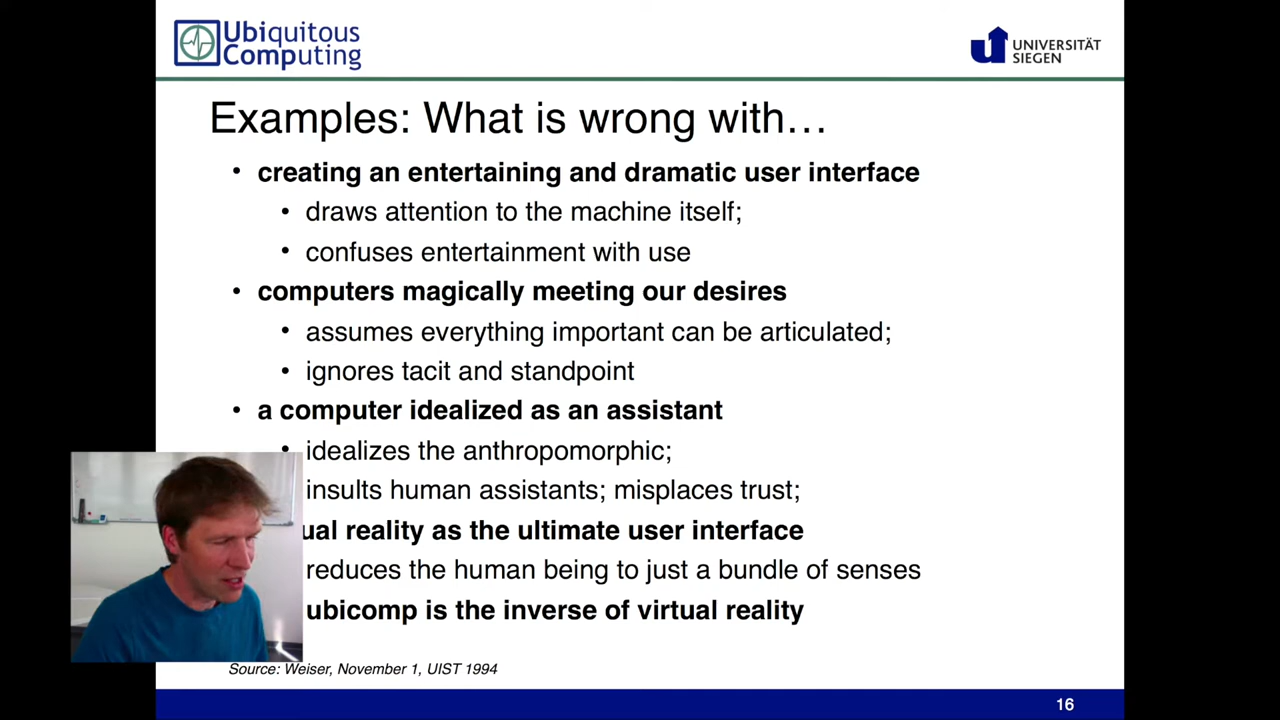 Ubiquitous
Computing
UNIVERSITÄT
SIEGEN
Examples: What is wrong with…
• creating an entertaining and dramatic user interface
• draws attention to the machine itself;
• confuses entertainment with use
• computers magically meeting our desires
• assumes everything important can be articulated;
• ignores tacit and standpoint
• a computer idealized as an assistant
• idealizes the anthropomorphic;
insults human assistants; misplaces trust;
ual reality as the ultimate user interface
reduces the human being to just a bundle of senses
ubicomp is the inverse of virtual reality
Source: Weiser, November 1, UIST 1994
16